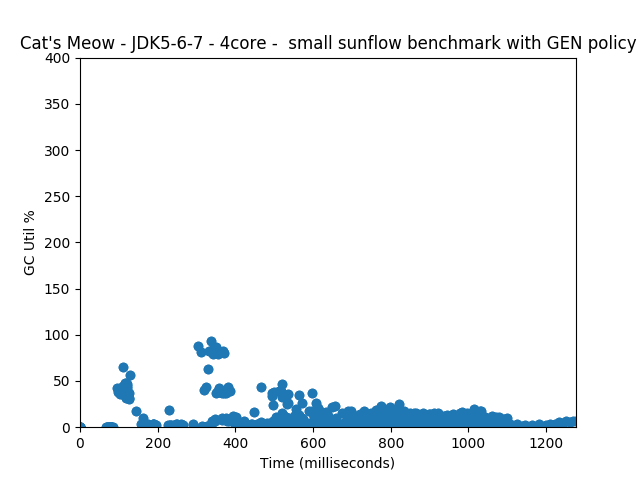 Cat's Meow - JDK5-6-7 - 4core -  small sunflow benchmark with GEN policy
400
350
300
250
200
150
100
50
0
GC Util %
0 200 400 600 800 1000 1200
Time (milliseconds)